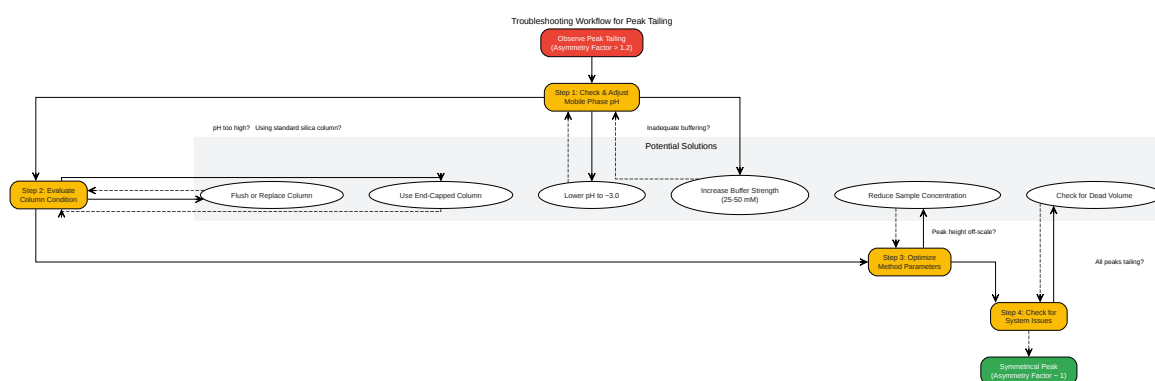 Troubleshooting Workflow for Peak Tailing
Observe Peak Tailing
(Asymmetry Factor > 1.2)
Step 1: Check & Adjust
Mobile Phase pH
pH too high?
Using standard silica column?
Inadequate buffering?
Potential Solutions
Step 2: Evaluate
Column Condition
Flush or Replace Column
Use End-Capped Column
Lower pH to ~3.0
Increase Buffer Strength
(25-50 mM)
Reduce Sample Concentration
Check for Dead Volume
Peak height off-scale?
Step 3: Optimize
Method Parameters
All peaks tailing?
Step 4: Check for
System Issues
Symmetrical Peak
(Asymmetry Factor ~ 1)